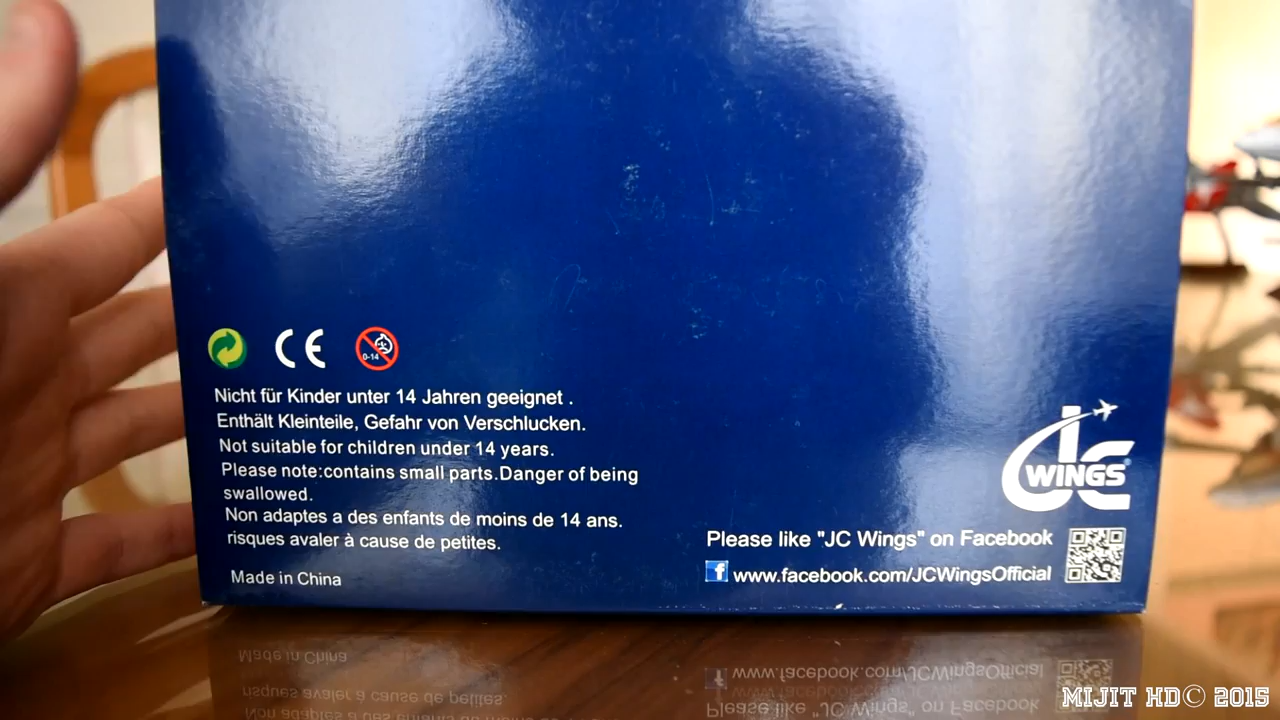 CE
0-14
Nicht für Kinder unter 14 Jahren geeignet .
Enthält Kleinteile, Gefahr von Verschlucken.
Not suitable for children under 14 years.
Please note:contains small parts.Danger of being
swallowed.
Non adaptes a des enfants de moins de 14 ans.
risques avaler à cause de petites.
Made in China
JC
WINGS®
Please like "JC Wings" on Facebook
f www.facebook.com/JCWingsOfficial
MIJIT HD© 2015